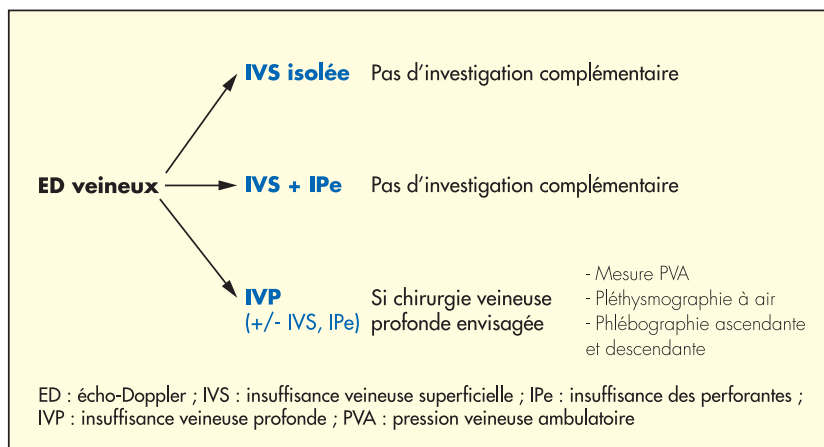 IVS isolée Pas d'investigation complémentaire
ED veineux IVS + IPe Pas d'investigation complémentaire
IVP Si chirurgie veineuse
(+/- IVS, IPe) profonde envisagée
- Mesure PVA
- Pléthysmographie à air
- Phlébographie ascendante
et descendante
ED : écho-Doppler ; IVS : insuffisance veineuse superficielle ; IPe : insuffisance des perforantes ;
IVP : insuffisance veineuse profonde ; PVA : pression veineuse ambulatoire